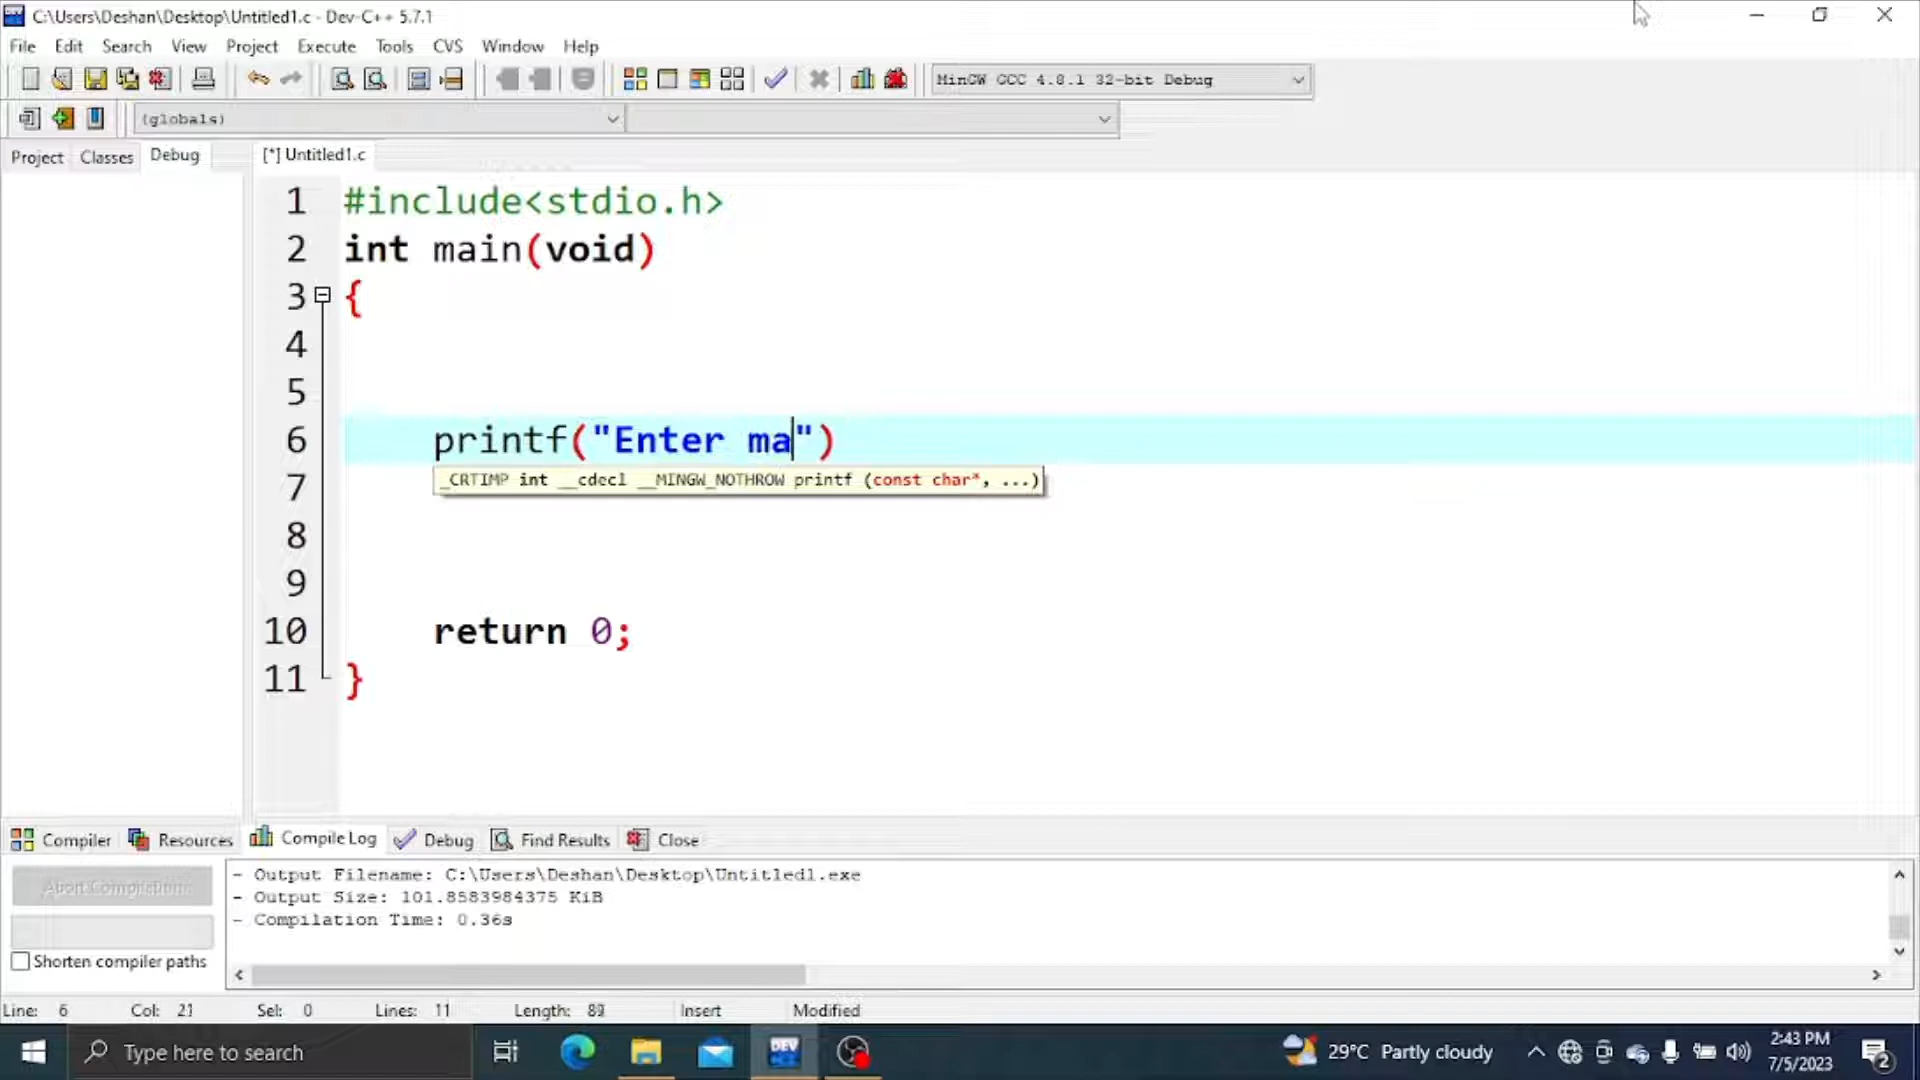 C:\Users\Deshan\Desktop\Untitled1.c - Dev-C++ 5.7.1
File Edit Search View Project Execute Tools CVS Window Help
MinGW GCC 4.8.1 32-bit Debug
(globals)
Project Classes Debug [*] Untitled1.c
1 #include<stdio.h>
2 int main(void)
3 {
4
5
6 printf("Enter ma")
_CRTIMP int __cdecl __MINGW_NOTHROW printf (const char*, ...)
7
8
9
10 return 0;
11 }
Compiler Resources Compile Log Debug Find Results Close
Abort Compilation
- Output Filename: C:\Users\Deshan\Desktop\Untitled1.exe
- Output Size: 101.8583984375 KiB
- Compilation Time: 0.36s
Shorten compiler paths
Line: 6 Col: 21 Sel: 0 Lines: 11 Length: 89 Insert Modified
Type here to search
DEV
29°C Partly cloudy
2:43 PM
7/5/2023
2